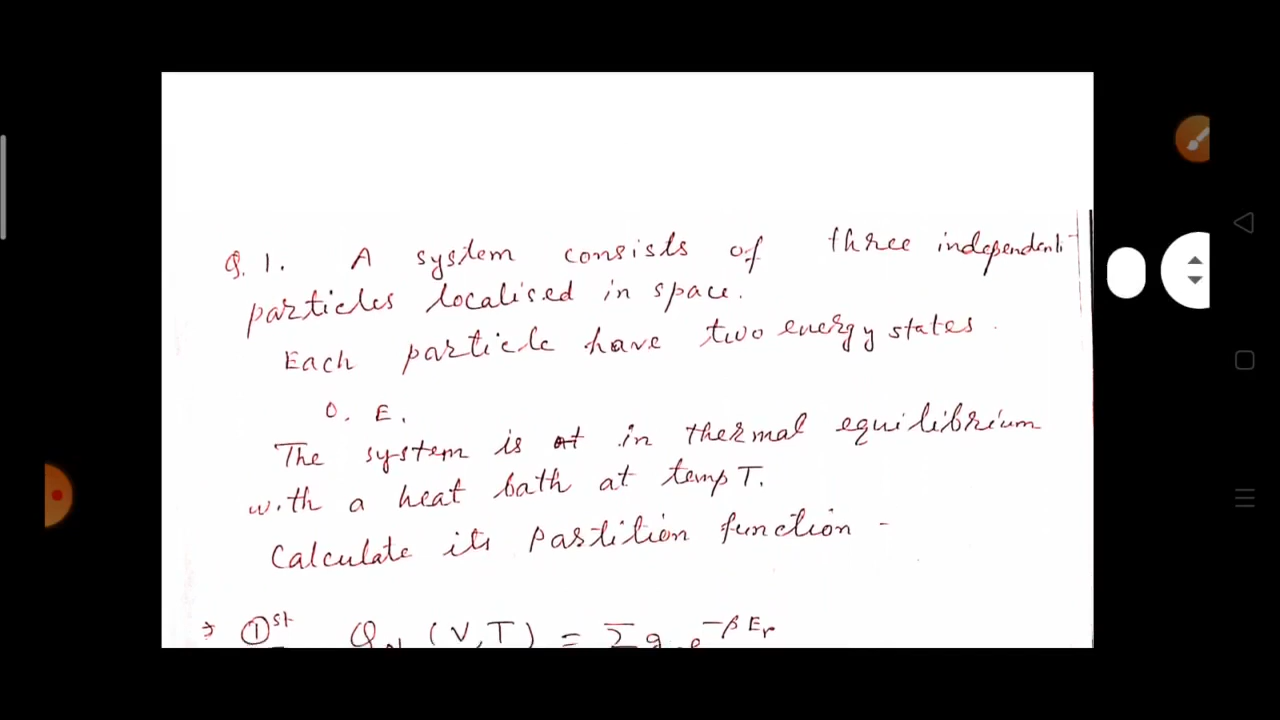 Q. 1. A system consists of three independent
particles localised in space.
Each particle have two energy states.
0. E.
The system is at in thermal equilibrium
with a heat bath at temp T.
Calculate its partition function -
→ ①st Q_N (V,T) = Σ g e^-βEr